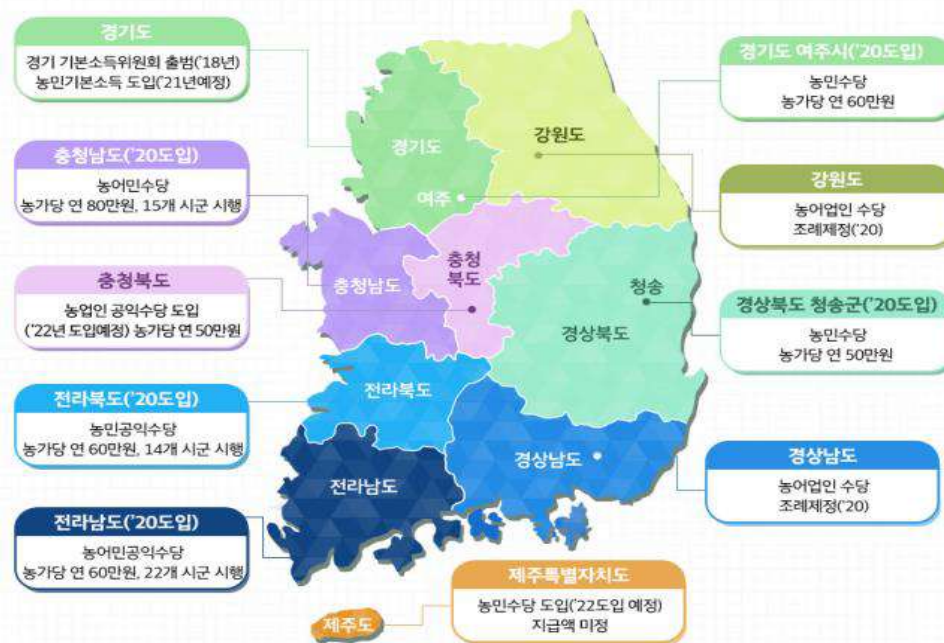 경기도
경기 기본소득위원회 출범('18년)
농민기본소득 도입('21년예정)
충청남도('20도입)
농어민수당
농가당 연 80만원, 15개 시군 시행
충청북도
농업인 공익수당 도입
('22년 도입예정) 농가당 연 50만원
전라북도('20도입)
농민공익수당
농가당 연 60만원, 14개 시군 시행
전라남도('20도입)
농어민공익수당
농가당 연 60만원, 22개 시군 시행
경기도
여주
강원도
충청남도
충청
북도
청송
경상북도
전라북도
경상남도
전라남도
제주도
경기도 여주시('20도입)
농민수당
농가당 연 60만원
강원도
농어업인 수당
조례제정('20)
경상북도 청송군('20도입)
농민수당
농가당 연 50만원
경상남도
농어업인 수당
조례제정('20)
제주특별자치도
농민수당 도입('22도입 예정)
지급액 미정